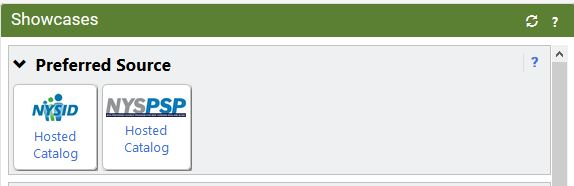 Showcases
?
Preferred Source
?
NYSID
Hosted
Catalog
NYSPSP
Hosted
Catalog